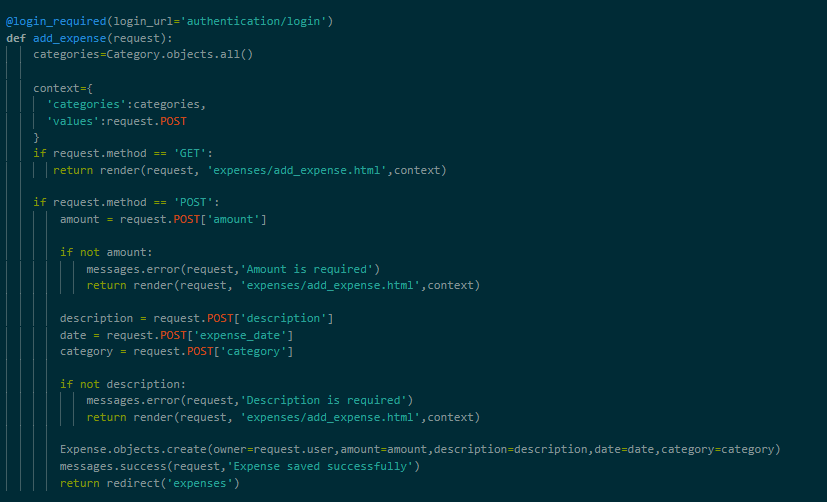 @login_required(login_url='authentication/login')
def add_expense(request):
categories=Category.objects.all()
context={
'categories':categories,
'values':request.POST
}
if request.method == 'GET':
return render(request, 'expenses/add_expense.html',context)
if request.method == 'POST':
amount = request.POST['amount']
if not amount:
messages.error(request,'Amount is required')
return render(request, 'expenses/add_expense.html',context)
description = request.POST['description']
date = request.POST['expense_date']
category = request.POST['category']
if not description:
messages.error(request,'Description is required')
return render(request, 'expenses/add_expense.html',context)
Expense.objects.create(owner=request.user,amount=amount,description=description,date=date,category=category)
messages.success(request,'Expense saved successfully')
return redirect('expenses')